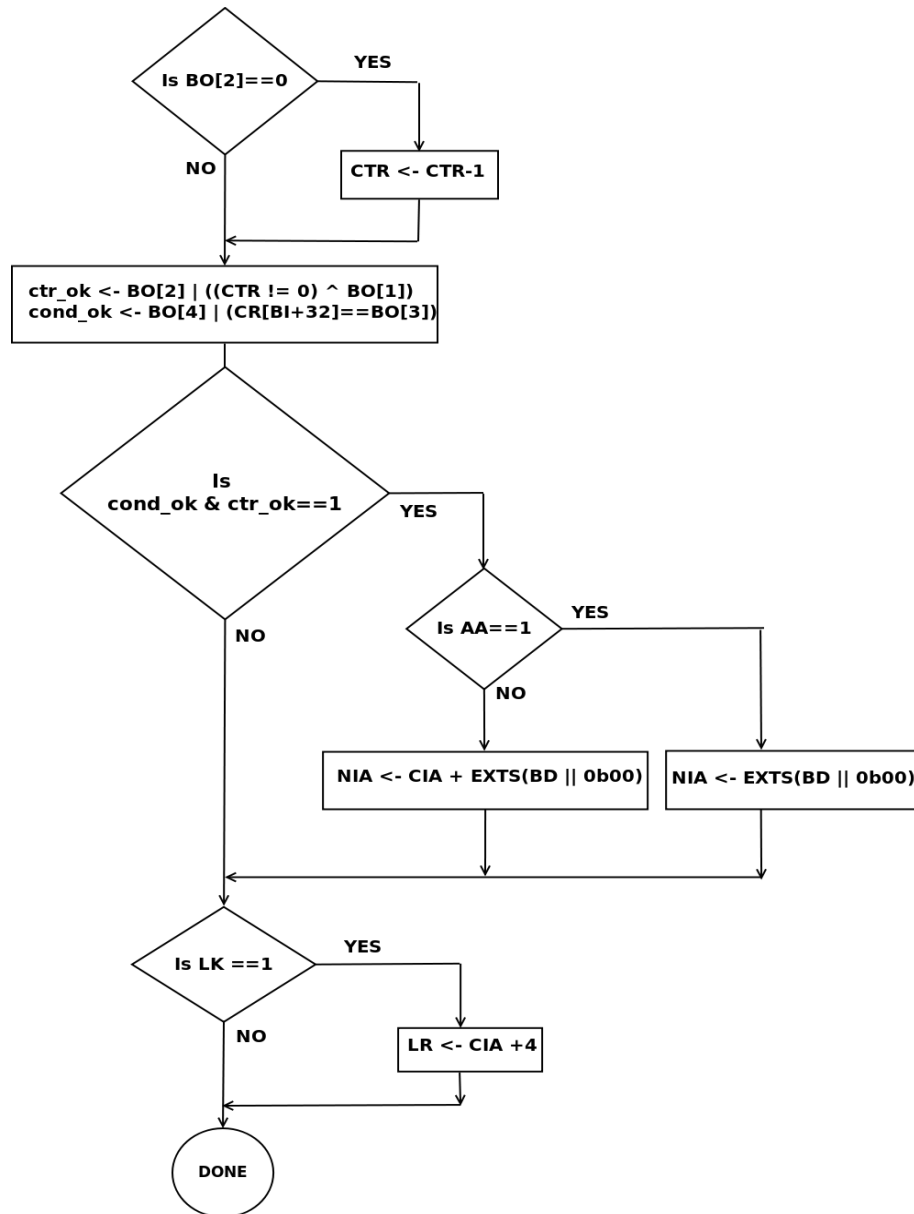 Is BO[2]==0
YES
NO
CTR <- CTR-1
ctr_ok <- BO[2] | ((CTR != 0) ^ BO[1])
cond_ok <- BO[4] | (CR[BI+32]==BO[3])
Is
cond_ok & ctr_ok==1
YES
NO
Is AA==1
YES
NO
NIA <- CIA + EXTS(BD || 0b00)
NIA <- EXTS(BD || 0b00)
Is LK ==1
YES
NO
LR <- CIA +4
DONE